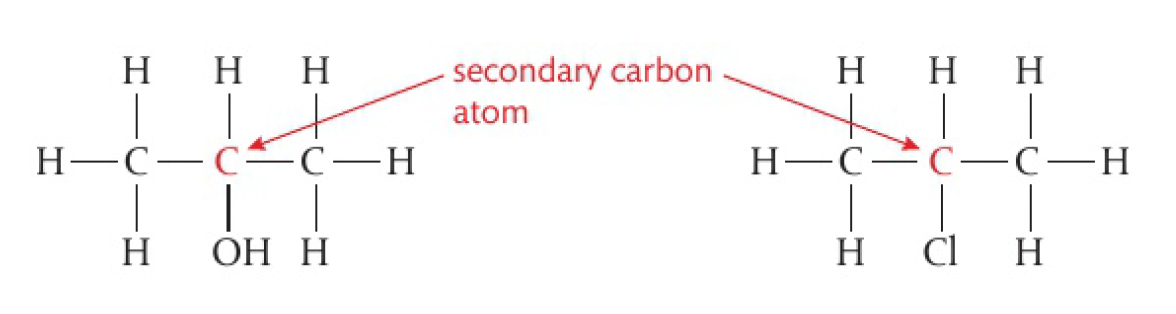 H H H secondary carbon H H H
atom
H C C C H H C C C H
H OH H H Cl H